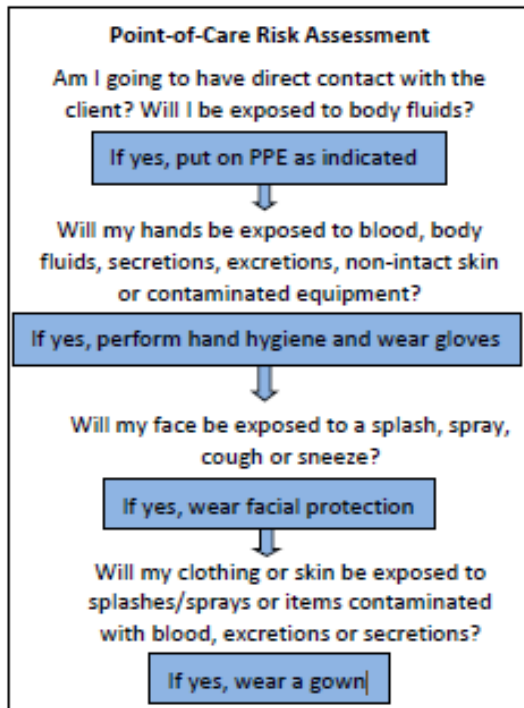 Point-of-Care Risk Assessment
Am I going to have direct contact with the
client? Will I be exposed to body fluids?
If yes, put on PPE as indicated
Will my hands be exposed to blood, body
fluids, secretions, excretions, non-intact skin
or contaminated equipment?
If yes, perform hand hygiene and wear gloves
Will my face be exposed to a splash, spray,
cough or sneeze?
If yes, wear facial protection
Will my clothing or skin be exposed to
splashes/sprays or items contaminated
with blood, excretions or secretions?
If yes, wear a gown